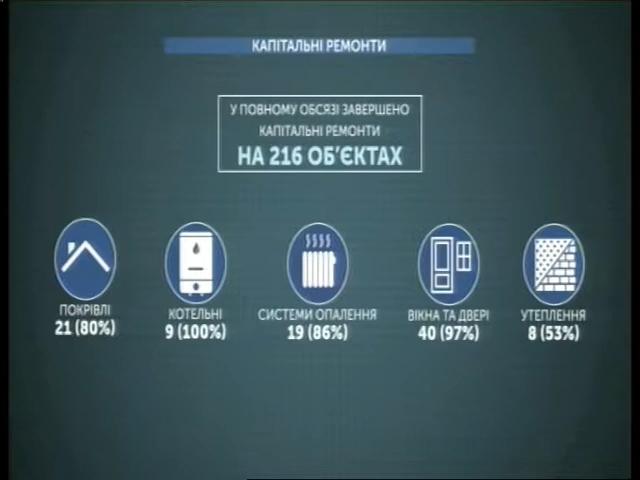 КАПІТАЛЬНІ РЕМОНТИ
У ПОВНОМУ ОБСЯЗІ ЗАВЕРШЕНО
КАПІТАЛЬНІ РЕМОНТИ
НА 216 ОБ'ЄКТАХ
ПОКРІВЛІ
21 (80%)
КОТЕЛЬНІ
9 (100%)
СИСТЕМИ ОПАЛЕННЯ
19 (86%)
ВІКНА ТА ДВЕРІ
40 (97%)
УТЕПЛЕННЯ
8 (53%)